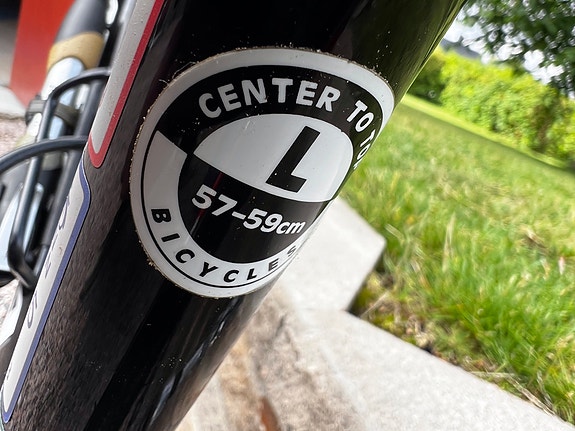 CENTER TO
L
57-59cm
BICYCLES